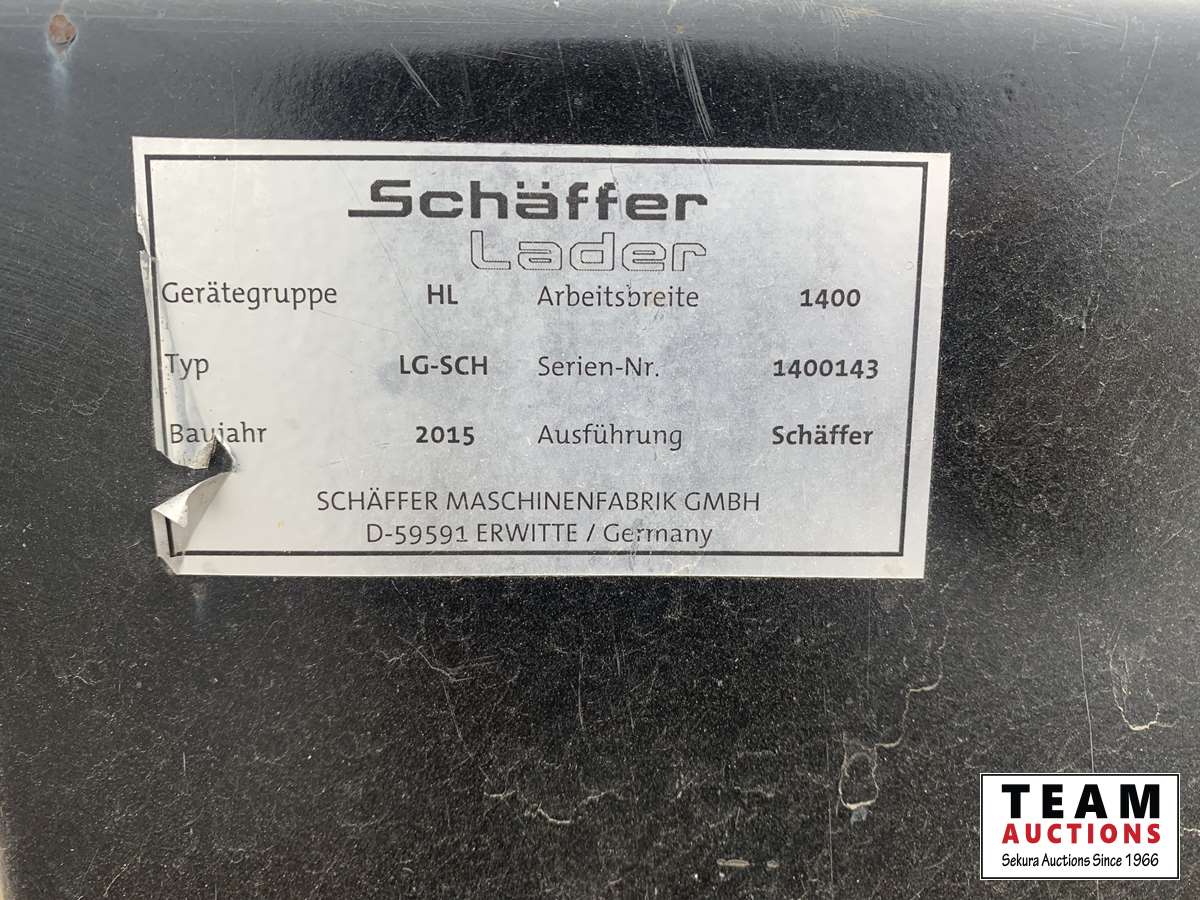 Schäffer
Lader
Gerätegruppe HL Arbeitsbreite 1400
Typ LG-SCH Serien-Nr. 1400143
Baujahr 2015 Ausführung Schäffer
SCHÄFFER MASCHINENFABRIK GMBH
D-59591 ERWITTE / Germany
TEAM
AUCTIONS
Sekura Auctions Since 1966